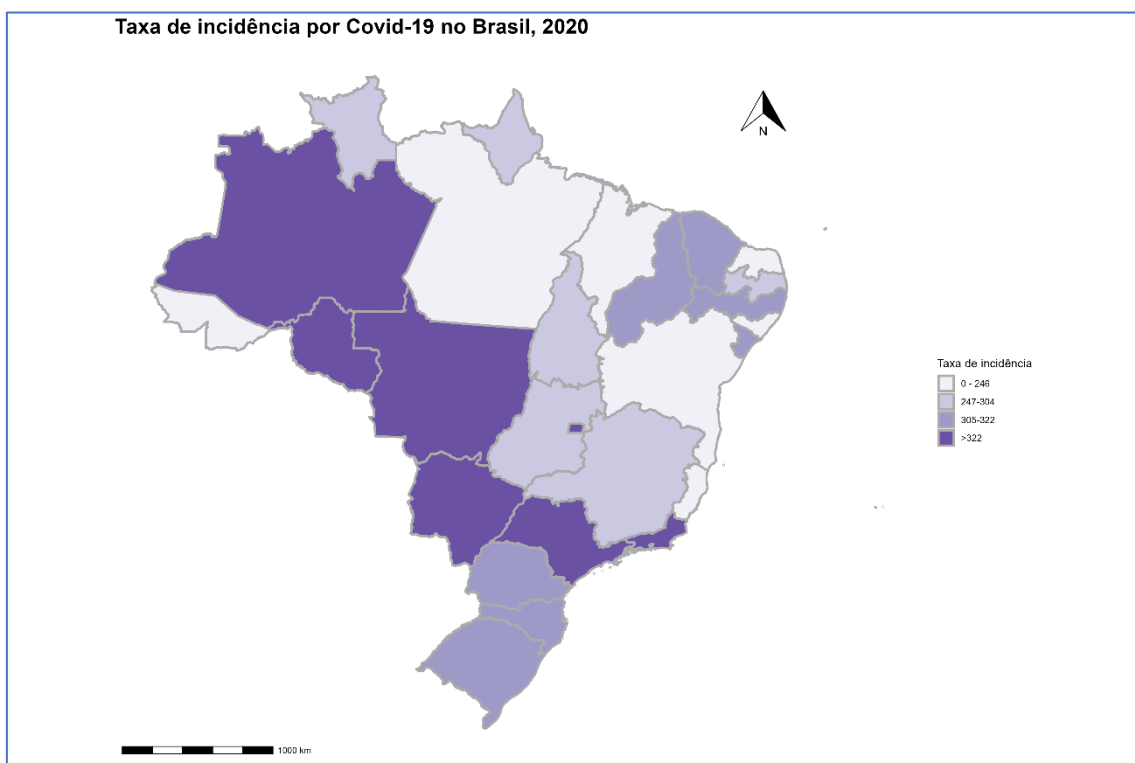 Taxa de incidência por Covid-19 no Brasil, 2020
N
Taxa de incidência
0 - 246
247-304
305-322
>322
1000 km